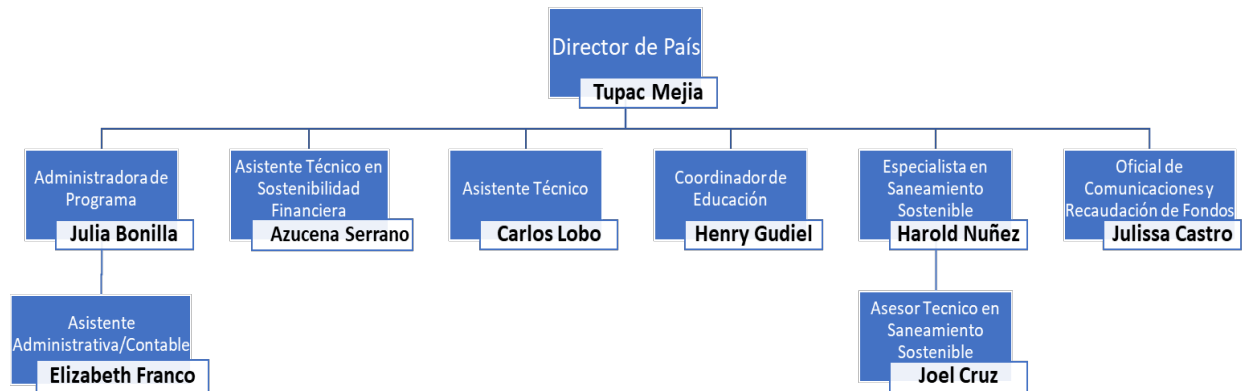 Director de País
Tupac Mejia
Administradora de
Programa
Julia Bonilla
Asistente Técnico en
Sostenibilidad
Financiera
Azucena Serrano
Asistente Técnico
Carlos Lobo
Coordinador de
Educación
Henry Gudiel
Especialista en
Saneamiento
Sostenible
Harold Nuñez
Oficial de
Comunicaciones y
Recaudación de Fondos
Julissa Castro
Asistente
Administrativa/Contable
Elizabeth Franco
Asesor Tecnico en
Saneamiento
Sostenible
Joel Cruz